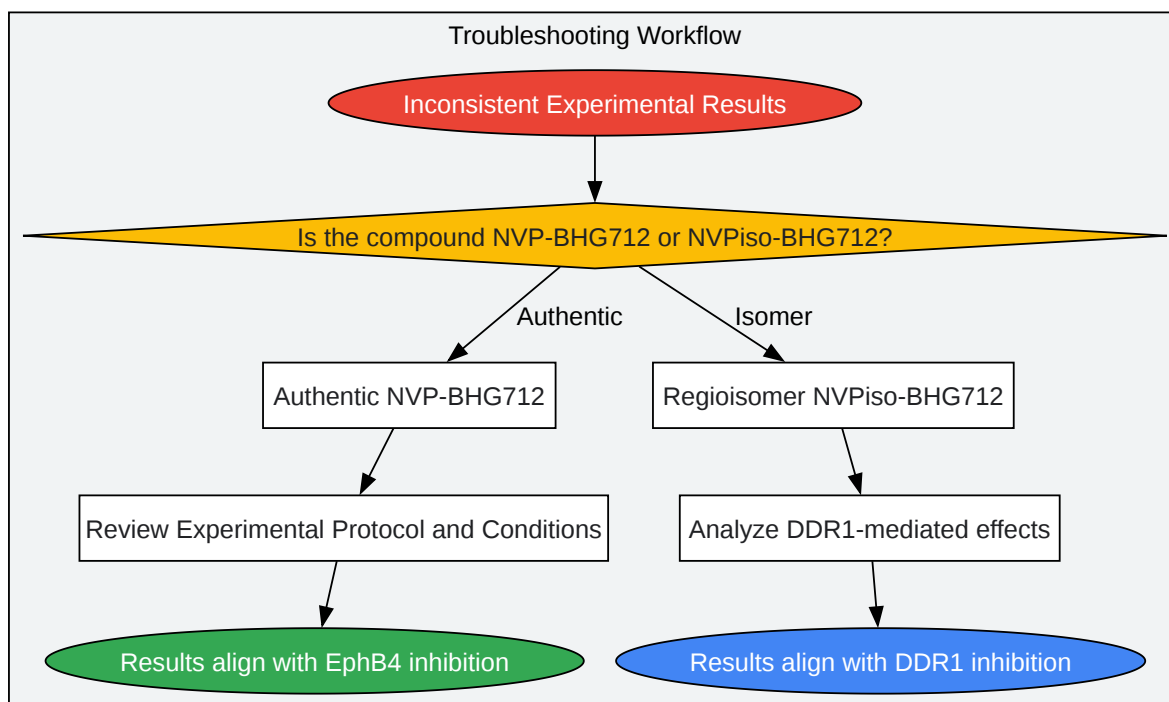 Troubleshooting Workflow
Inconsistent Experimental Results
Is the compound NVP-BHG712 or NVPiso-BHG712?
Authentic
Isomer
Authentic NVP-BHG712
Regioisomer NVPiso-BHG712
Review Experimental Protocol and Conditions
Analyze DDR1-mediated effects
Results align with EphB4 inhibition
Results align with DDR1 inhibition